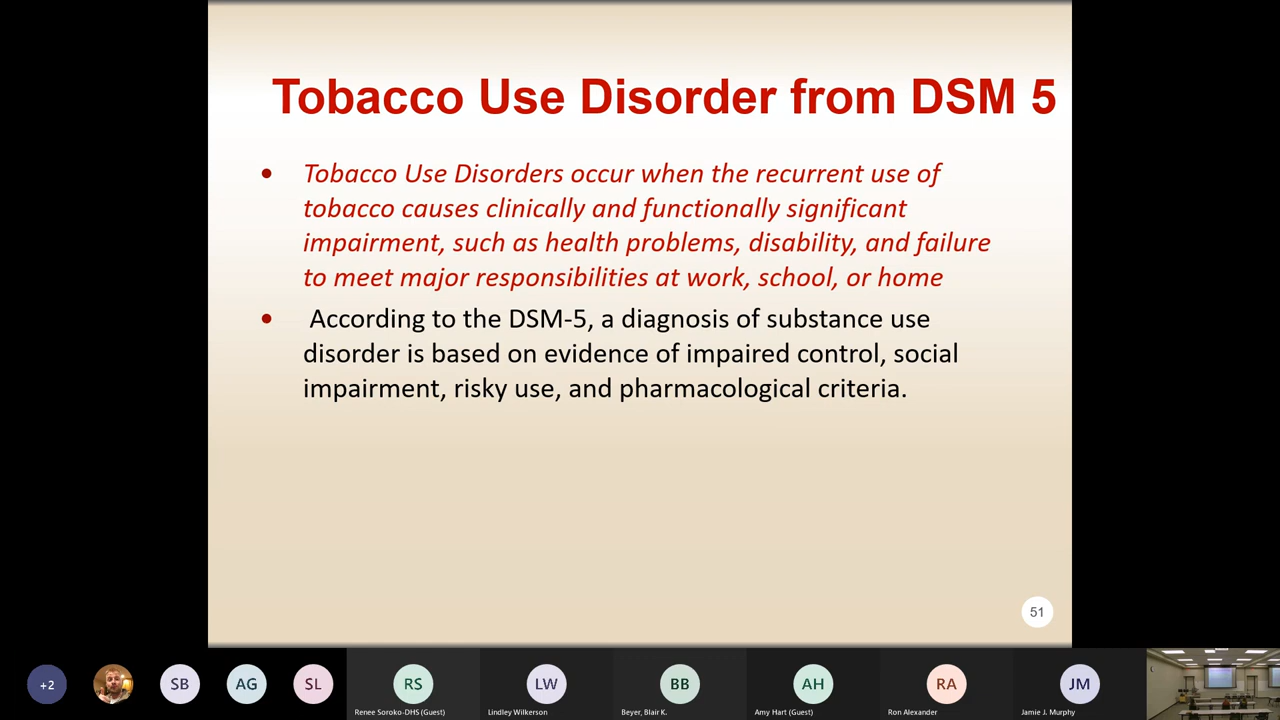 Tobacco Use Disorder from DSM 5
• Tobacco Use Disorders occur when the recurrent use of
tobacco causes clinically and functionally significant
impairment, such as health problems, disability, and failure
to meet major responsibilities at work, school, or home
• According to the DSM-5, a diagnosis of substance use
disorder is based on evidence of impaired control, social
impairment, risky use, and pharmacological criteria.
51
+2
SB
AG
SL
RS
Renee Soroko-DHS (Guest)
LW
Lindley Wilkerson
BB
Beyer, Blair K.
AH
Amy Hart (Guest)
RA
Ron Alexander
JM
Jamie J. Murphy